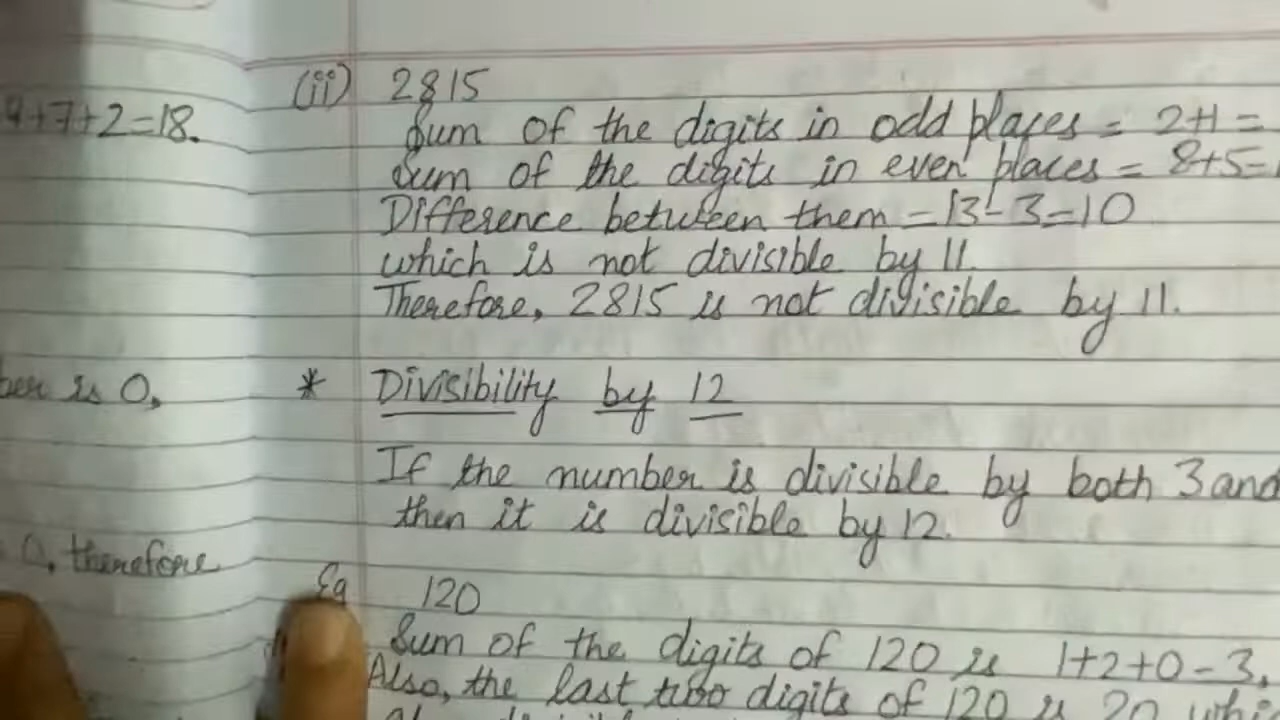 9+7+2=18.
ber is 0,
0, therefore
(ii) 2815
Sum of the digits in odd places = 2+1 =
Sum of the digits in even places = 8+5=
Difference between them = 13-3=10
which is not divisible by 11.
Therefore, 2815 is not divisible by 11.
* Divisibility by 12
If the number is divisible by both 3 and
then it is divisible by 12.
Eg 120
Sum of the digits of 120 is 1+2+0-3.
Also, the last two digits of 120 is 20 whi